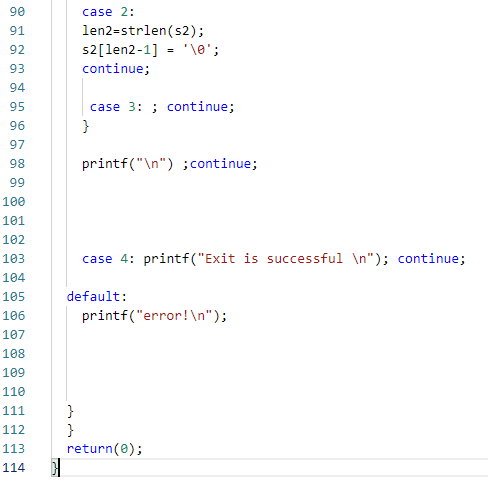 90 case 2:
91 len2=strlen(s2);
92 s2[len2-1] = '\0';
93 continue;
94
95 case 3: ; continue;
96 }
97
98 printf("\n") ;continue;
99
100
101
102
103 case 4: printf("Exit is successful \n"); continue;
104
105 default:
106 printf("error!\n");
107
108
109
110
111 }
112 }
113 return(0);
114 }